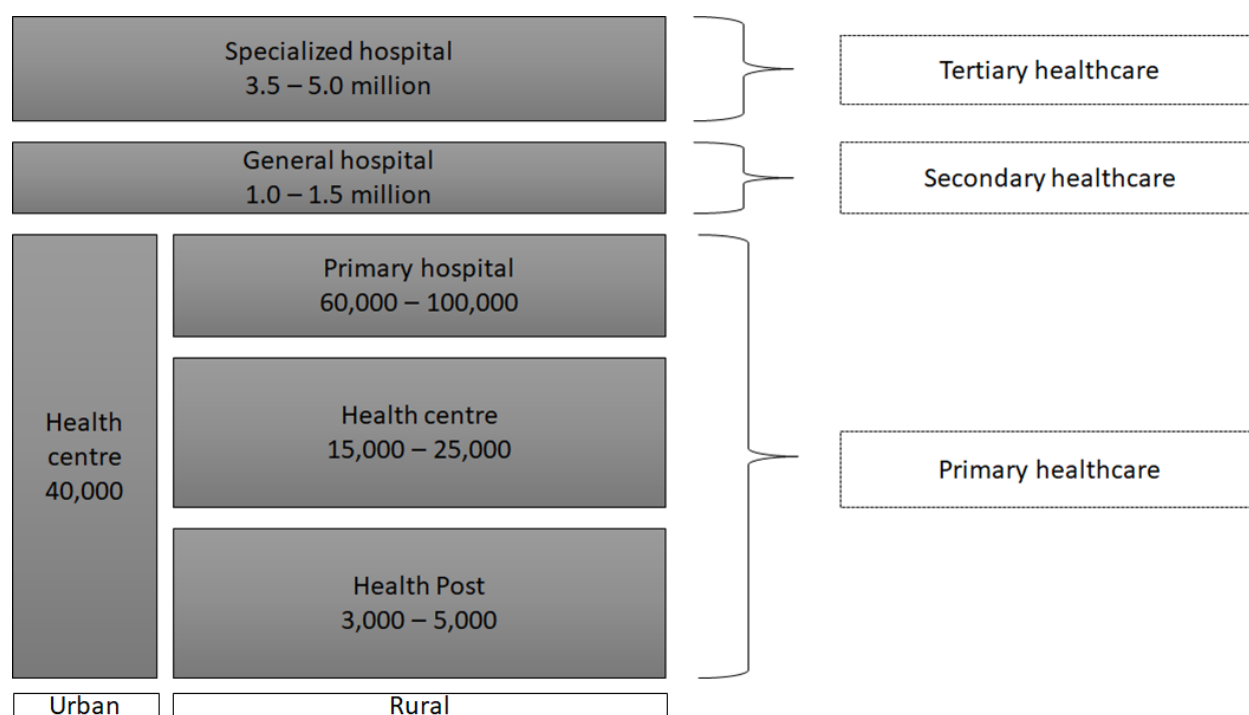 Specialized hospital
3.5 – 5.0 million
Tertiary healthcare
General hospital
1.0 – 1.5 million
Secondary healthcare
Primary hospital
60,000 – 100,000
Health centre
15,000 – 25,000
Health
centre
40,000
Primary healthcare
Health Post
3,000 – 5,000
Urban
Rural